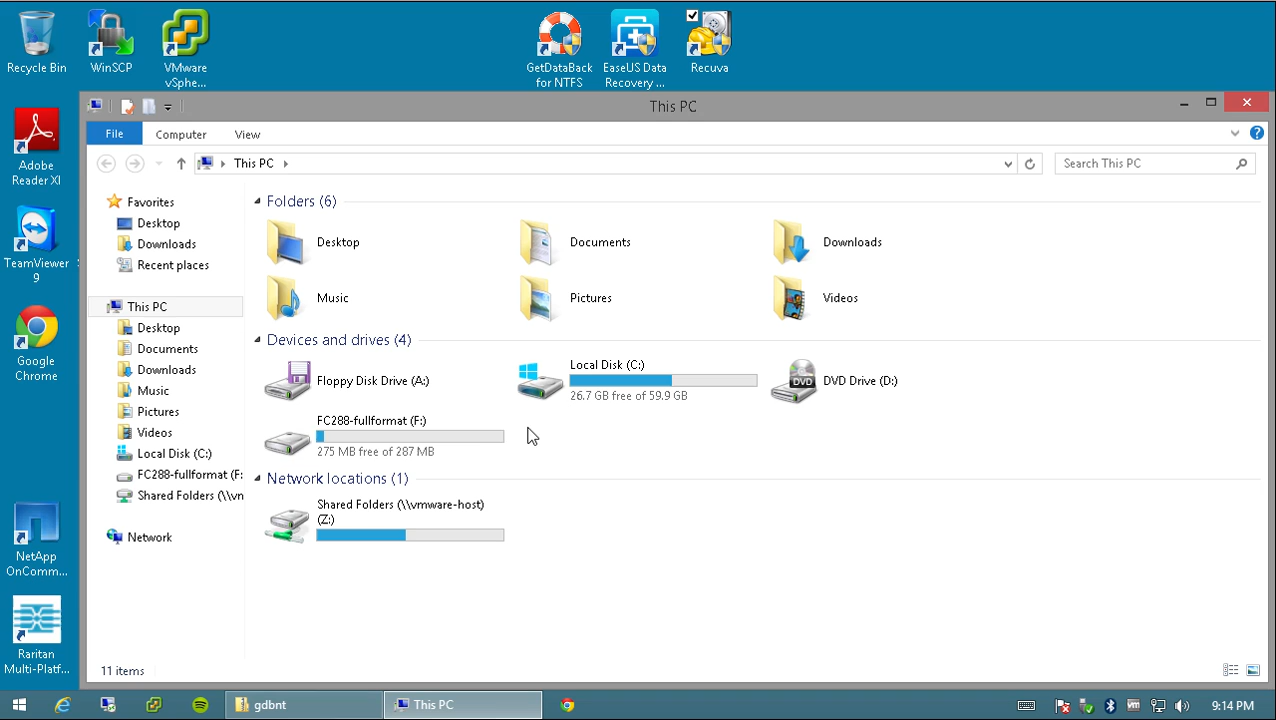 Recycle Bin
WinSCP
VMware
vSphe...
GetDataBack
for NTFS
EaseUS Data
Recovery ...
Recuva
Adobe
Reader XI
TeamViewer
9
Google
Chrome
NetApp
OnComm...
Raritan
Multi-Platf...
This PC
File
Computer
View
This PC
Search This PC
Favorites
Desktop
Downloads
Recent places
This PC
Desktop
Documents
Downloads
Music
Pictures
Videos
Local Disk (C:)
FC288-fullformat (F:
Shared Folders (\\vn
Network
Folders (6)
Desktop
Documents
Downloads
Music
Pictures
Videos
Devices and drives (4)
Floppy Disk Drive (A:)
Local Disk (C:)
26.7 GB free of 59.9 GB
DVD
DVD Drive (D:)
FC288-fullformat (F:)
275 MB free of 287 MB
Network locations (1)
Shared Folders (\\vmware-host)
(Z:)
11 items
gdbnt
This PC
vm
9:14 PM